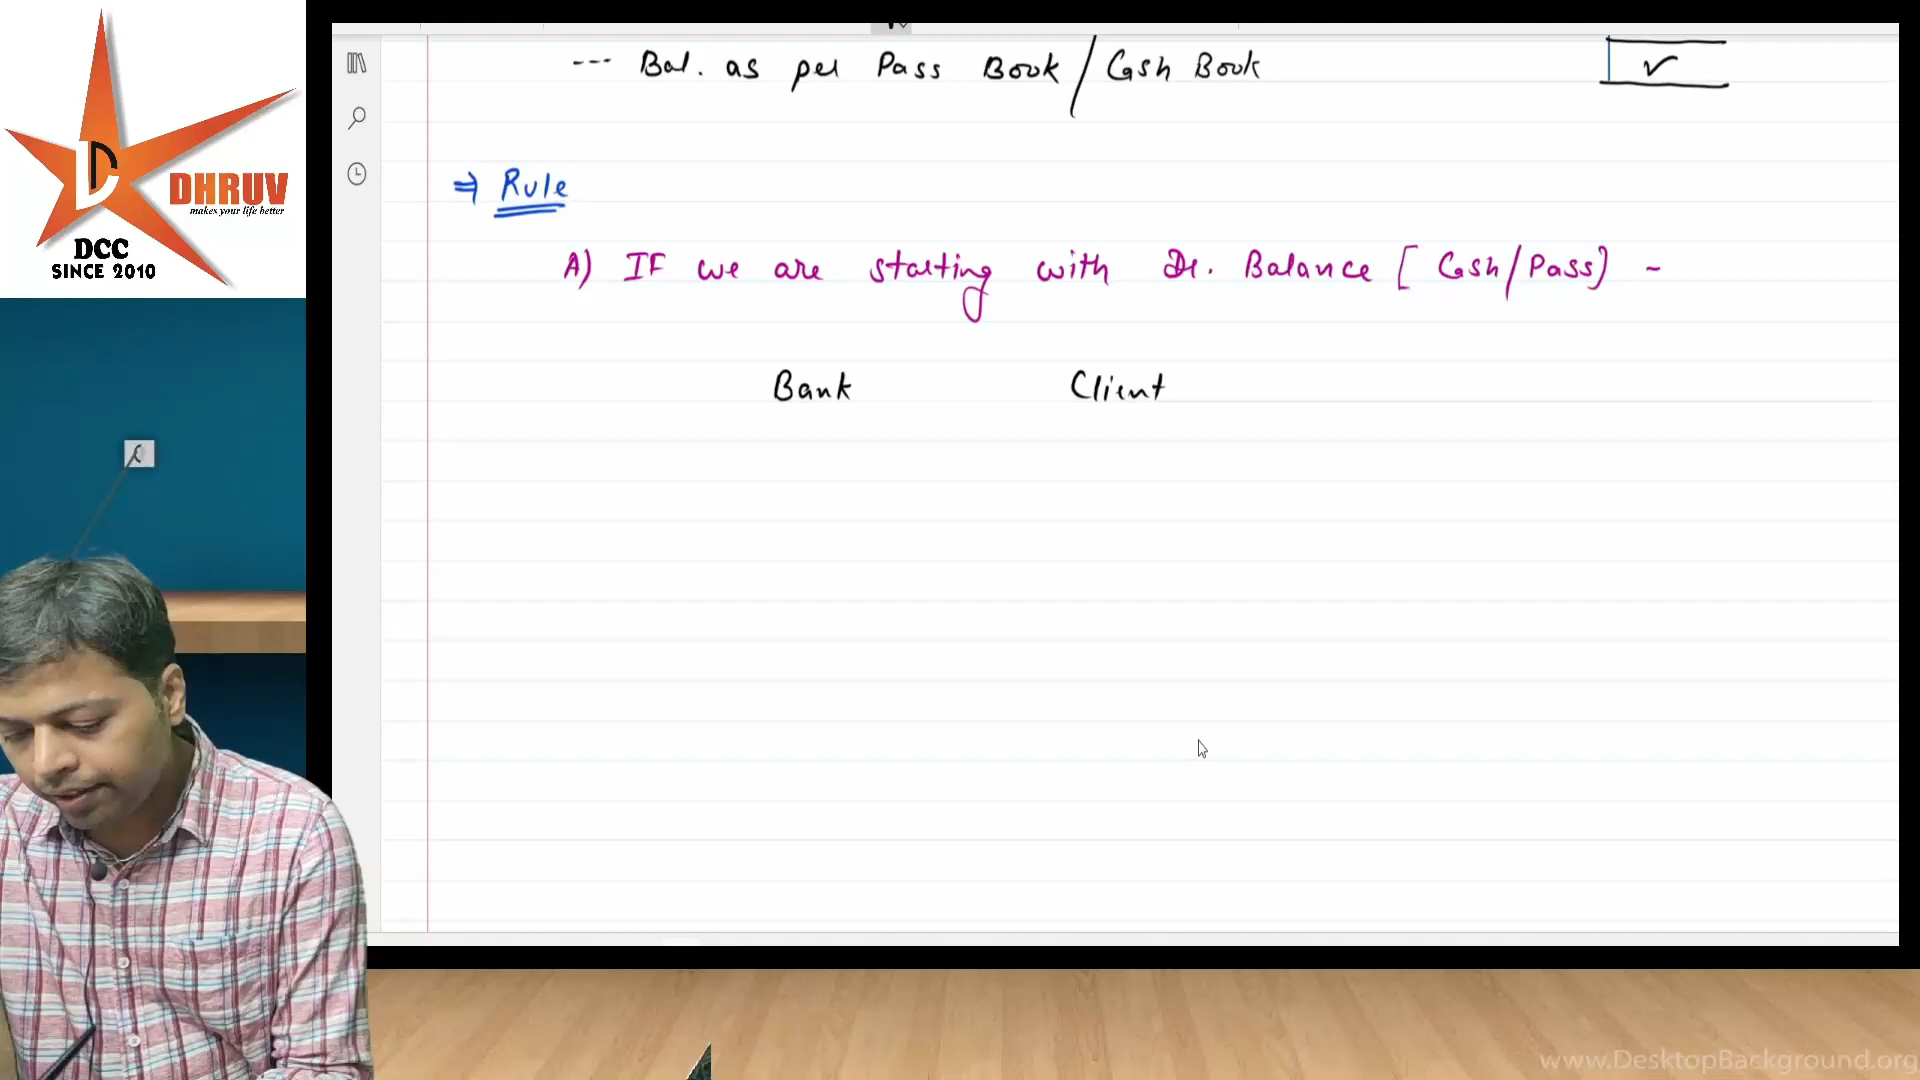 --- Bal. as per Pass Book / Cash Book
✓
⇒ Rule
A) IF we are starting with Dr. Balance [ Cash/Pass] -
Bank Client
DC
DHRUV
makes your life better
DCC
SINCE 2010
www.DesktopBackground.org